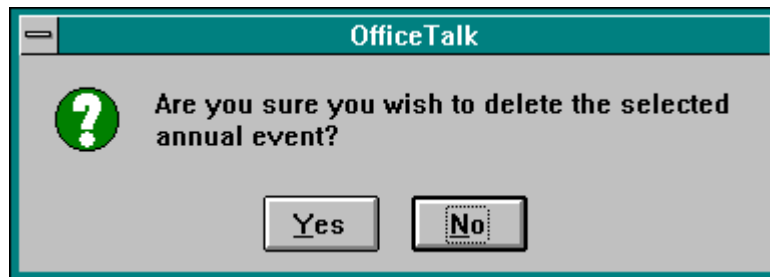 OfficeTalk
Are you sure you wish to delete the selected
annual event?
Yes No